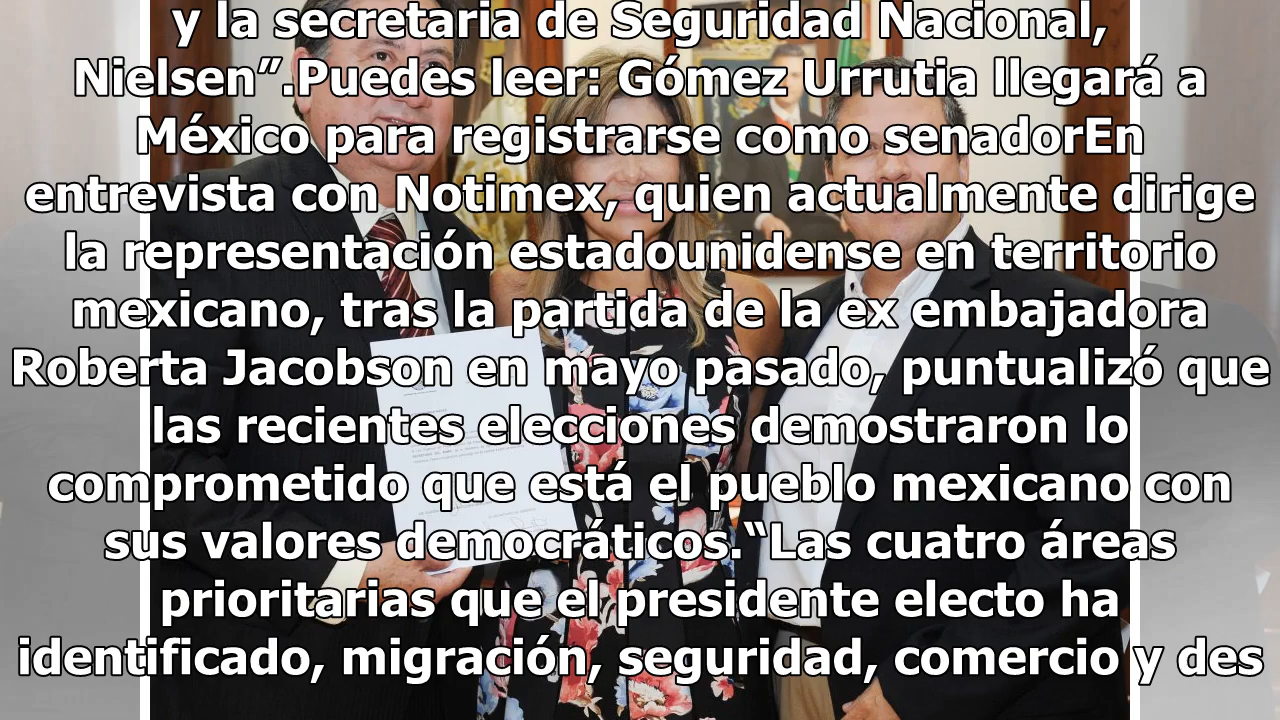 y la secretaria de Seguridad Nacional,
Nielsen”.Puedes leer: Gómez Urrutia llegará a
México para registrarse como senadorEn
entrevista con Notimex, quien actualmente dirige
la representación estadounidense en territorio
mexicano, tras la partida de la ex embajadora
Roberta Jacobson en mayo pasado, puntualizó que
las recientes elecciones demostraron lo
comprometido que está el pueblo mexicano con
sus valores democráticos.“Las cuatro áreas
prioritarias que el presidente electo ha
identificado, migración, seguridad, comercio y des